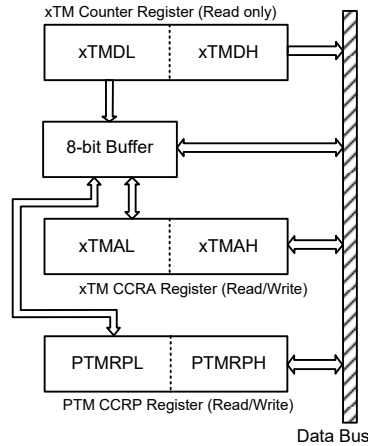 xTM Counter Register (Read only)
xTMDL xTMDH
8-bit Buffer
xTMAL xTMAH
xTM CCRA Register (Read/Write)
PTMRPL PTMRPH
PTM CCRP Register (Read/Write)
Data Bus